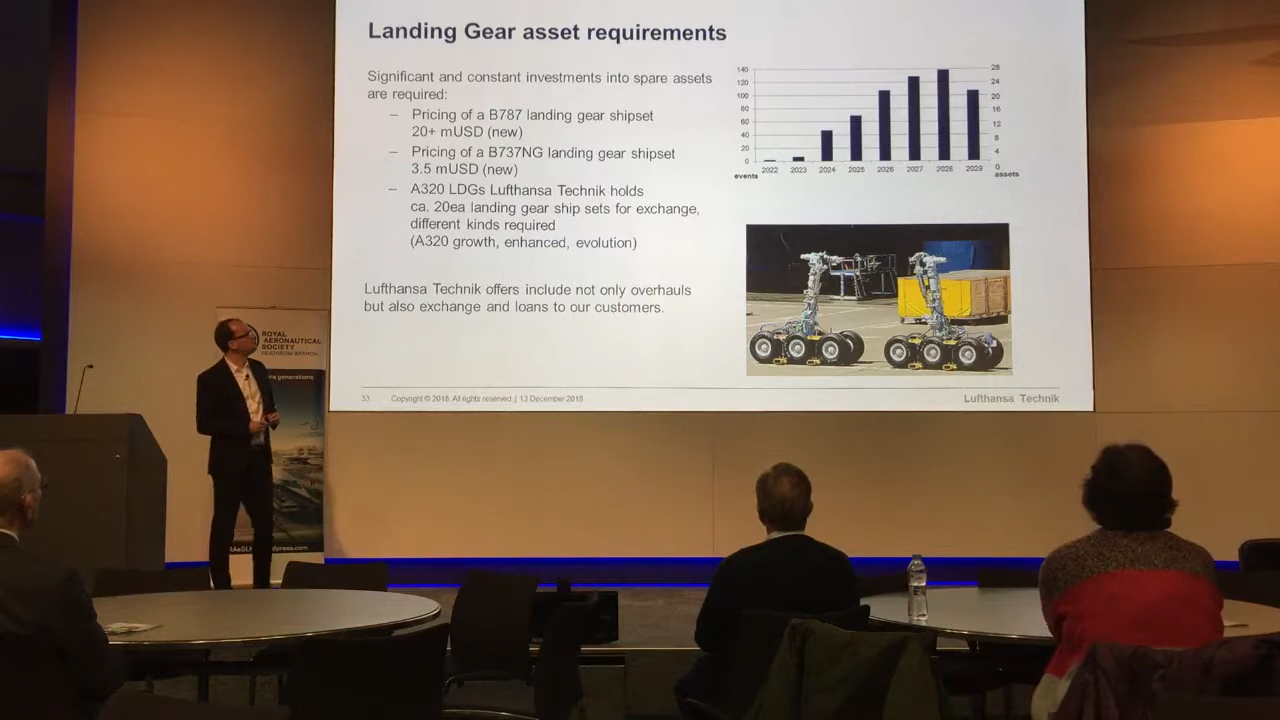 Landing Gear asset requirements
Significant and constant investments into spare assets
are required:
– Pricing of a B787 landing gear shipset
20+ mUSD (new)
– Pricing of a B737NG landing gear shipset
3.5 mUSD (new)
– A320 LDGs Lufthansa Technik holds
ca. 20ea landing gear ship sets for exchange,
different kinds required
(A320 growth, enhanced, evolution)
Lufthansa Technik offers include not only overhauls
but also exchange and loans to our customers.
140
120
100
80
60
40
20
0
events
2022 2023 2024 2025 2026 2027 2028 2029
28
24
20
16
12
8
4
0
assets
33 Copyright © 2018. All rights reserved. | 13 December 2018
Lufthansa Technik
ROYAL
AERONAUTICAL
SOCIETY
HEATHROW BRANCH
generations